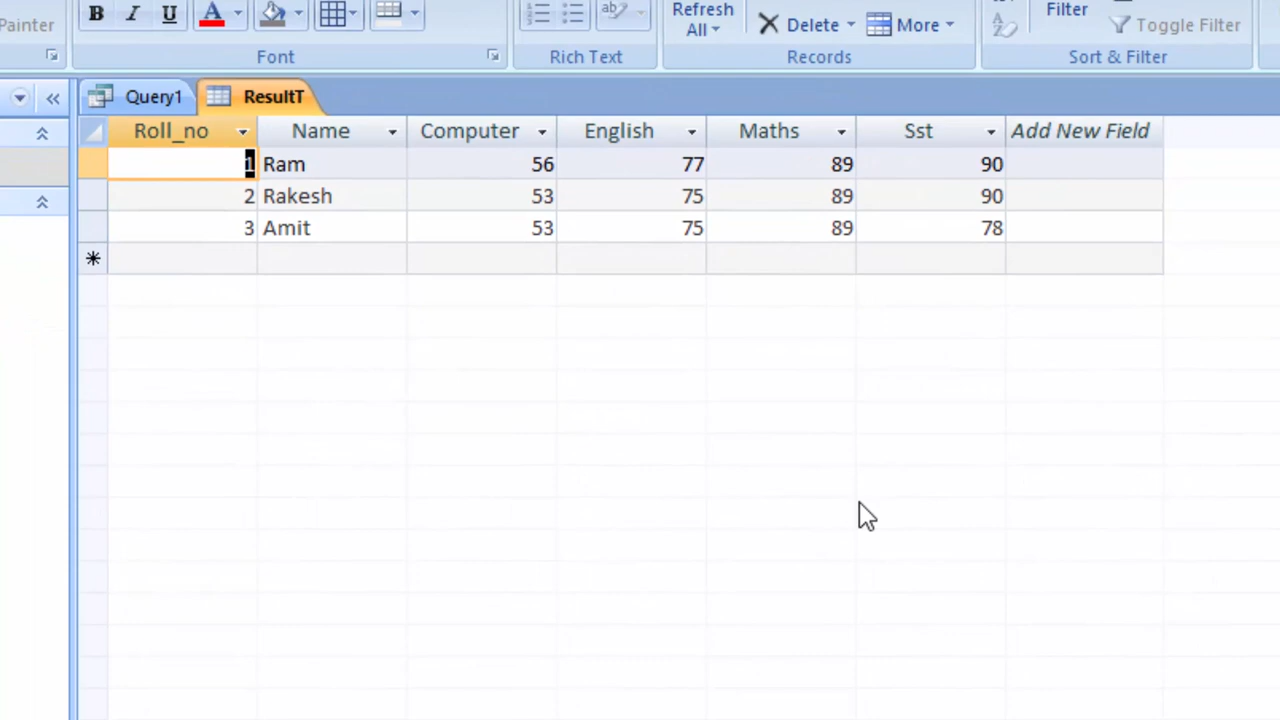 Painter
B I U A
Font
Rich Text
Refresh
All
Delete
More
Records
Filter
Toggle Filter
Sort & Filter
Query1 ResultT
Roll_no Name Computer English Maths Sst Add New Field
1 Ram 56 77 89 90
2 Rakesh 53 75 89 90
3 Amit 53 75 89 78